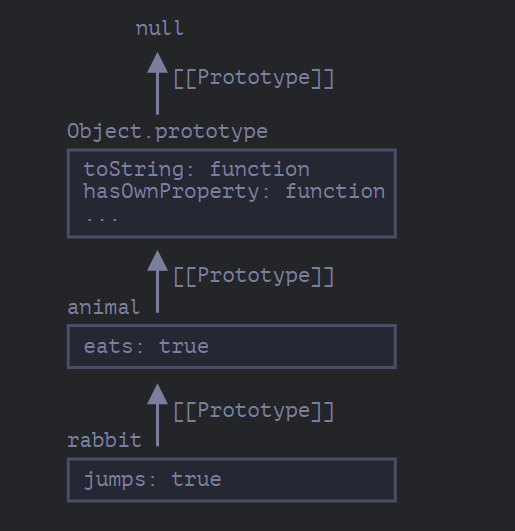 null
[[Prototype]]
Object.prototype
toString: function
hasOwnProperty: function
...
[[Prototype]]
animal
eats: true
[[Prototype]]
rabbit
jumps: true